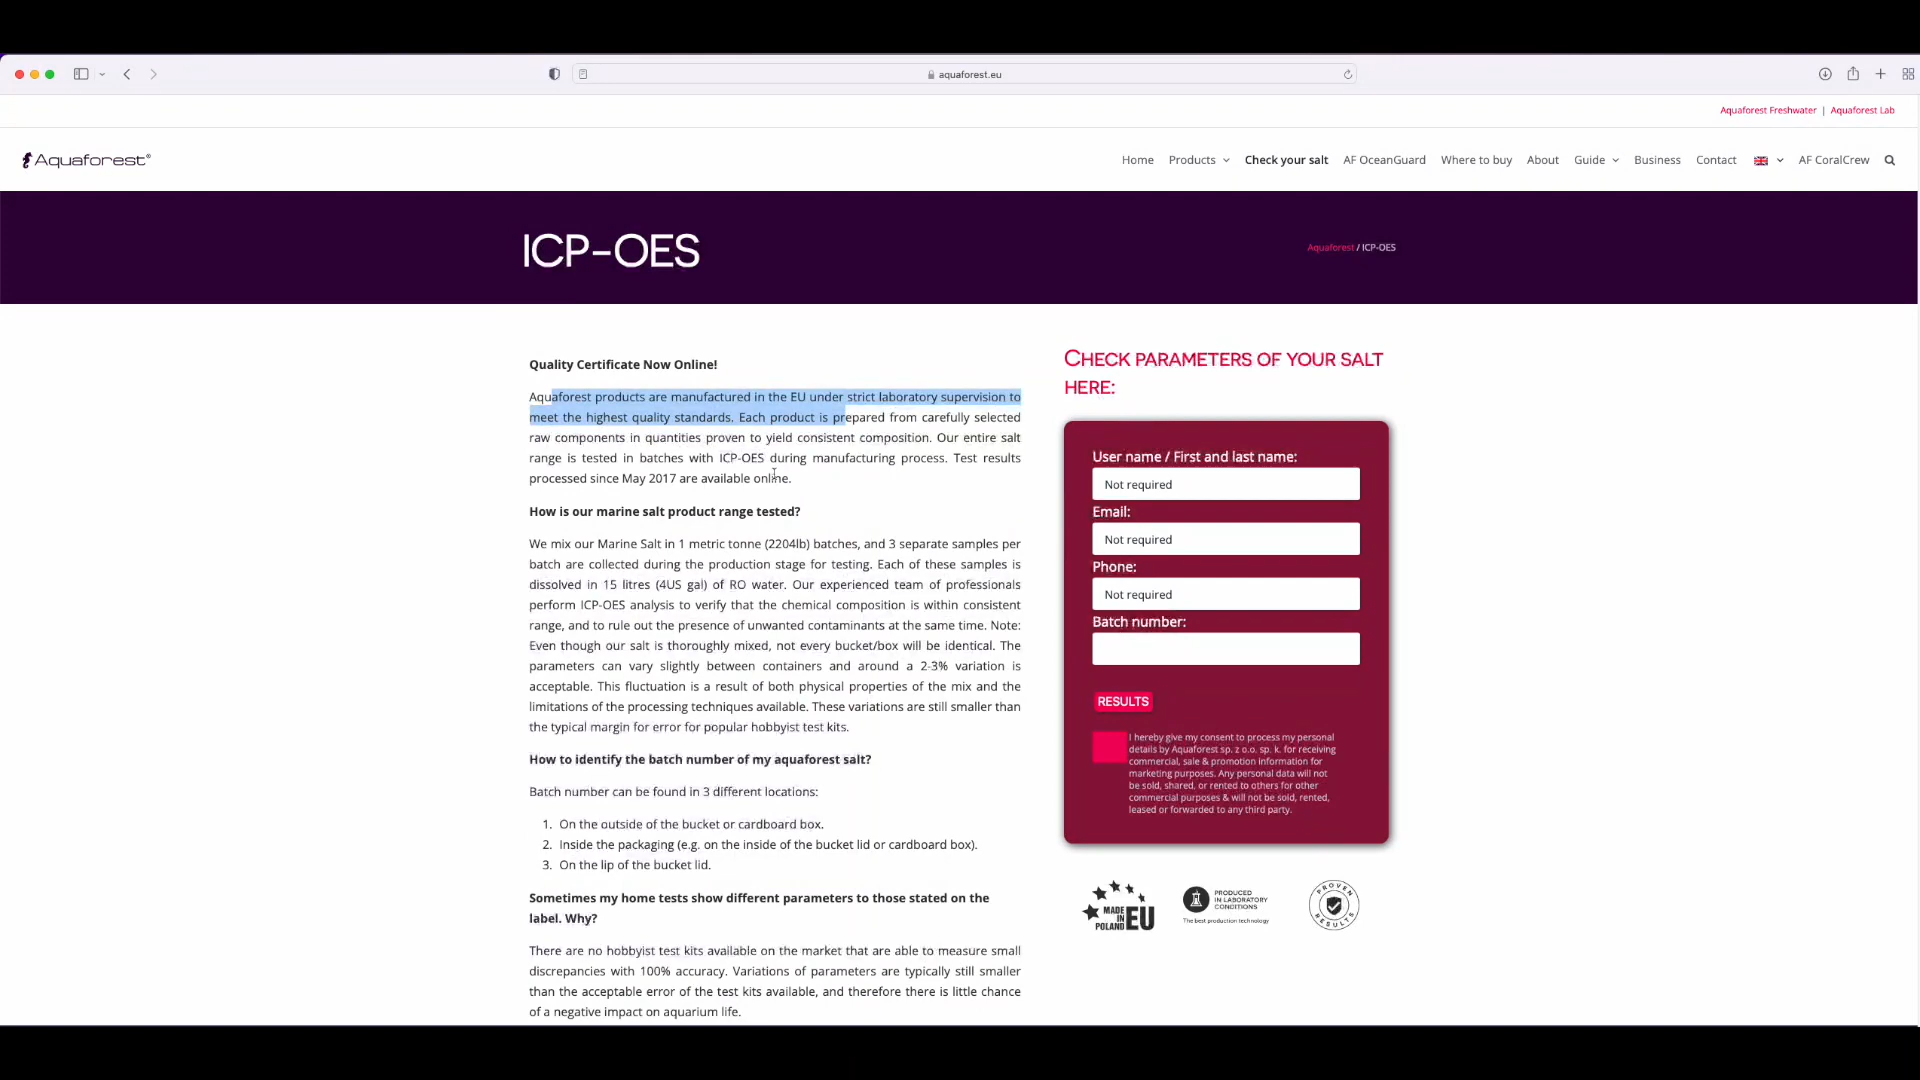 aquaforest.eu
Aquaforest Freshwater | Aquaforest Lab
Aquaforest®
Home Products Check your salt AF OceanGuard Where to buy About Guide Business Contact AF CoralCrew
ICP-OES
Aquaforest / ICP-OES
Quality Certificate Now Online!
Aquaforest products are manufactured in the EU under strict laboratory supervision to
meet the highest quality standards. Each product is prepared from carefully selected
raw components in quantities proven to yield consistent composition. Our entire salt
range is tested in batches with ICP-OES during manufacturing process. Test results
processed since May 2017 are available online.
How is our marine salt product range tested?
We mix our Marine Salt in 1 metric tonne (2204lb) batches, and 3 separate samples per
batch are collected during the production stage for testing. Each of these samples is
dissolved in 15 litres (4US gal) of RO water. Our experienced team of professionals
perform ICP-OES analysis to verify that the chemical composition is within consistent
range, and to rule out the presence of unwanted contaminants at the same time. Note:
Even though our salt is thoroughly mixed, not every bucket/box will be identical. The
parameters can vary slightly between containers and around a 2-3% variation is
acceptable. This fluctuation is a result of both physical properties of the mix and the
limitations of the processing techniques available. These variations are still smaller than
the typical margin for error for popular hobbyist test kits.
How to identify the batch number of my aquaforest salt?
Batch number can be found in 3 different locations:
1. On the outside of the bucket or cardboard box.
2. Inside the packaging (e.g. on the inside of the bucket lid or cardboard box).
3. On the lip of the bucket lid.
Sometimes my home tests show different parameters to those stated on the
label. Why?
There are no hobbyist test kits available on the market that are able to measure small
discrepancies with 100% accuracy. Variations of parameters are typically still smaller
than the acceptable error of the test kits available, and therefore there is little chance
of a negative impact on aquarium life.
CHECK PARAMETERS OF YOUR SALT
HERE:
User name / First and last name:
Not required
Email:
Not required
Phone:
Not required
Batch number:
RESULTS
I hereby give my consent to process my personal
details by Aquaforest sp. z o.o. sp. k. for receiving
commercial, sale & promotion information for
marketing purposes. Any personal data will not
be sold, shared, or rented to others for other
commercial purposes & will not be sold, rented,
leased or forwarded to any third party.
MADE
IN
POLAND EU
PRODUCED
IN LABORATORY
CONDITIONS
The best production technology
PROVEN
RESULTS